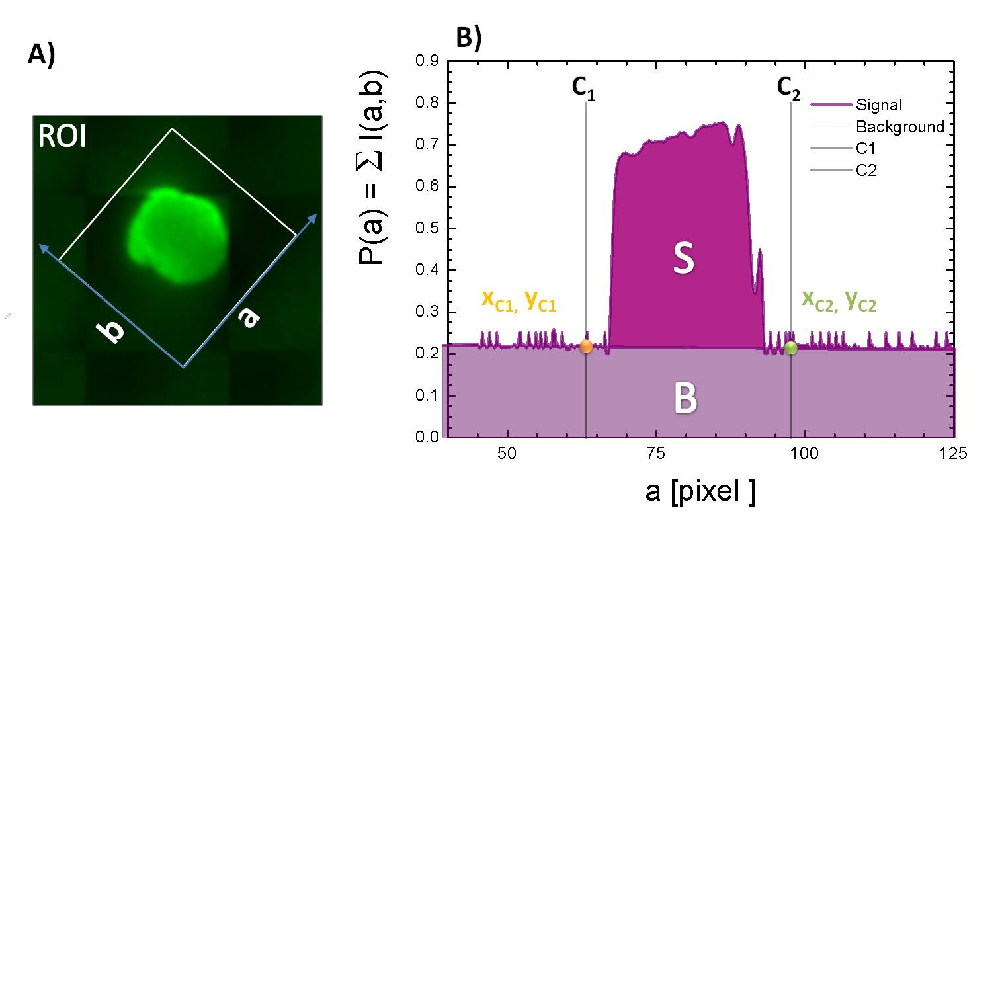 A)
ROI
b
a
B)
P(a) = Σ I(a,b)
0.9
0.8
0.7
0.6
0.5
0.4
0.3
0.2
0.1
0.0
C1
C2
Signal
Background
C1
C2
S
xC1, yC1
xC2, yC2
B
50 75 100 125
a [pixel ]